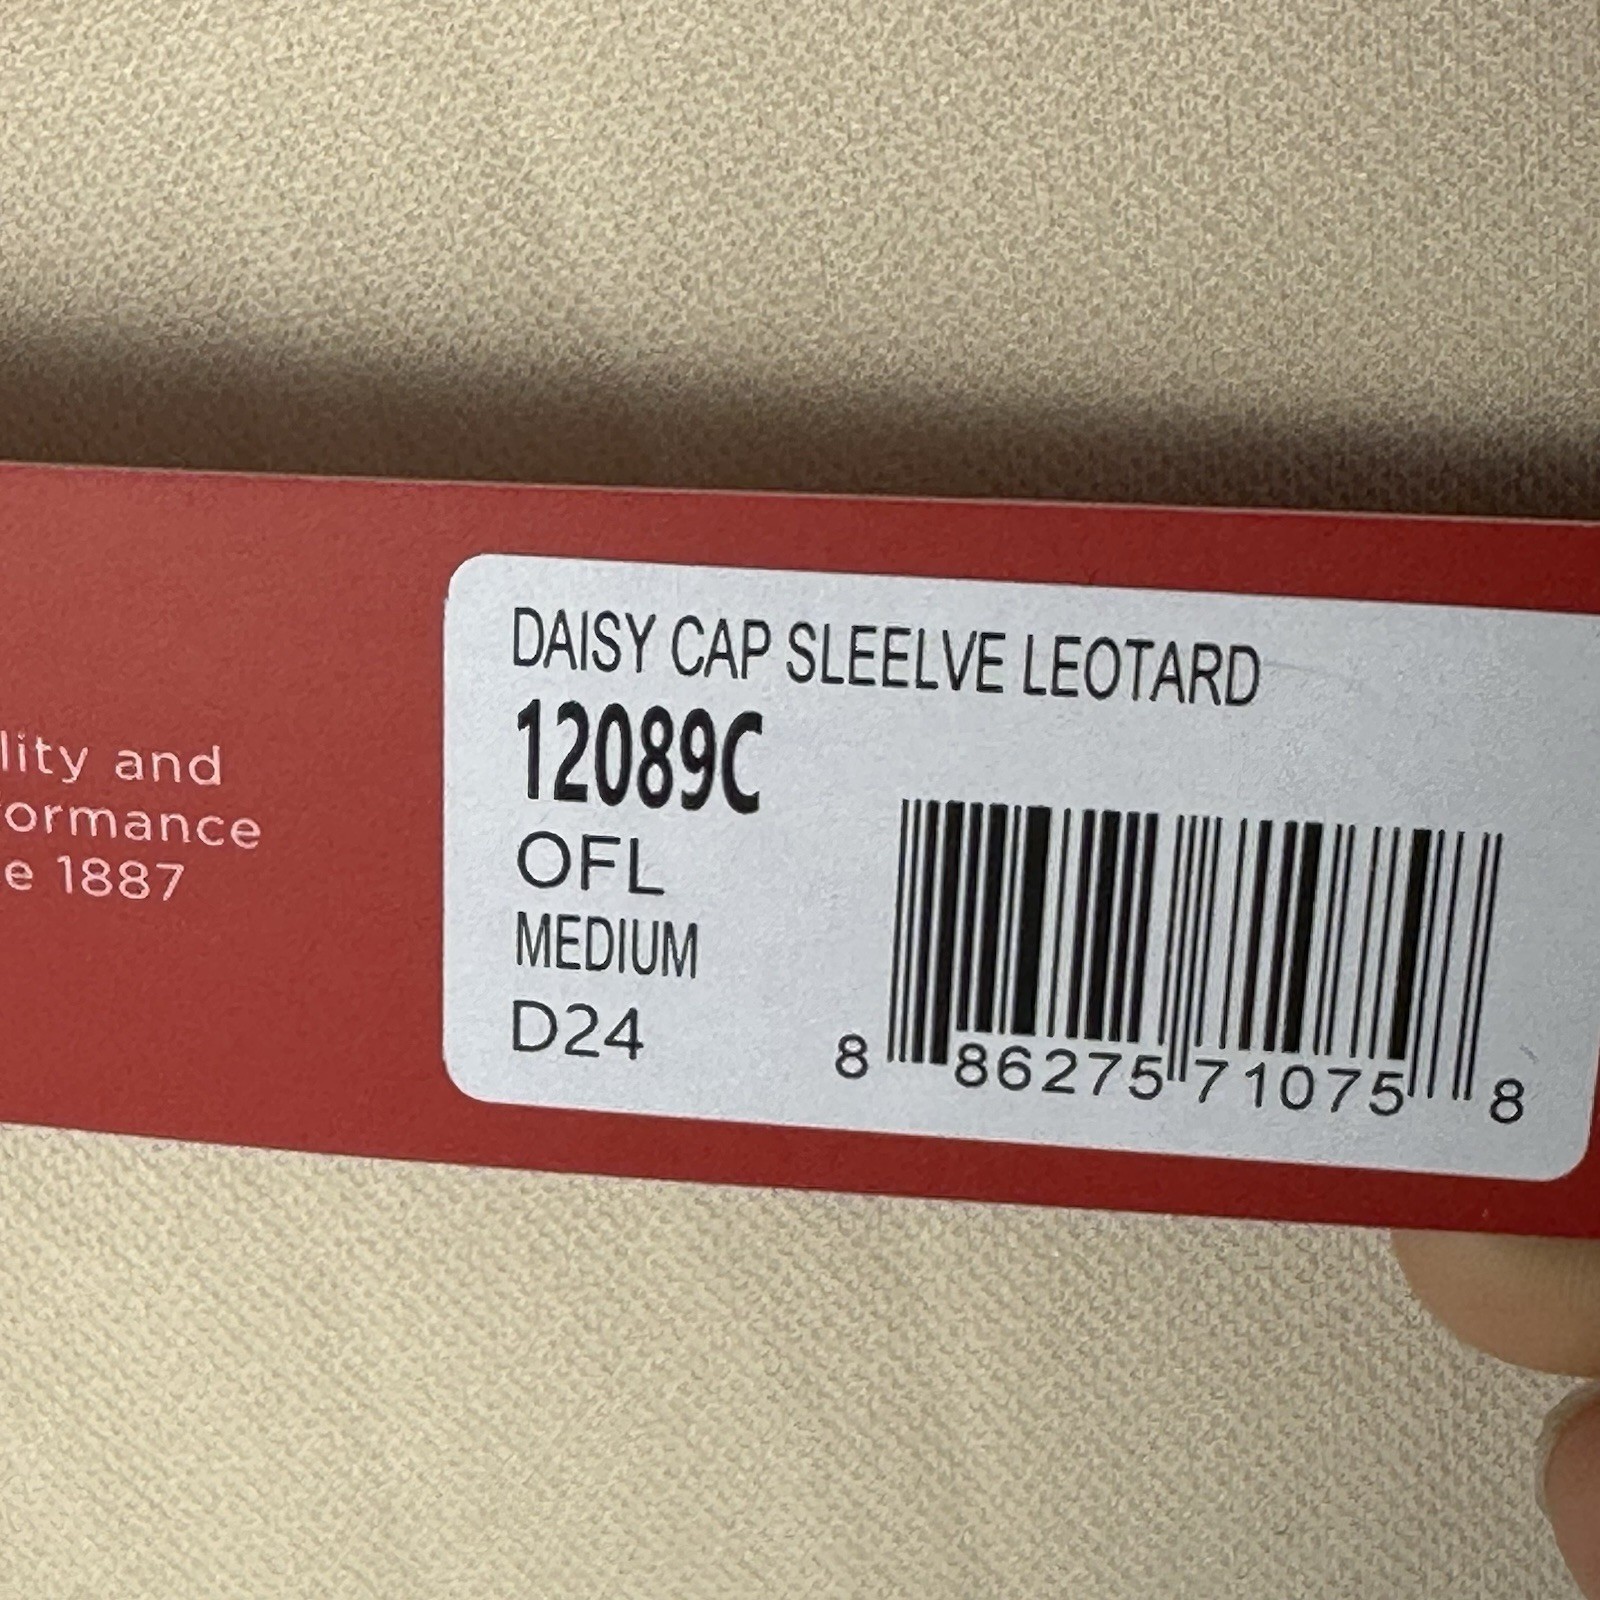 lity and
ormance
e 1887
DAISY CAP SLEELVE LEOTARD
12089C
OFL
MEDIUM
D24
8 86275 71075 8